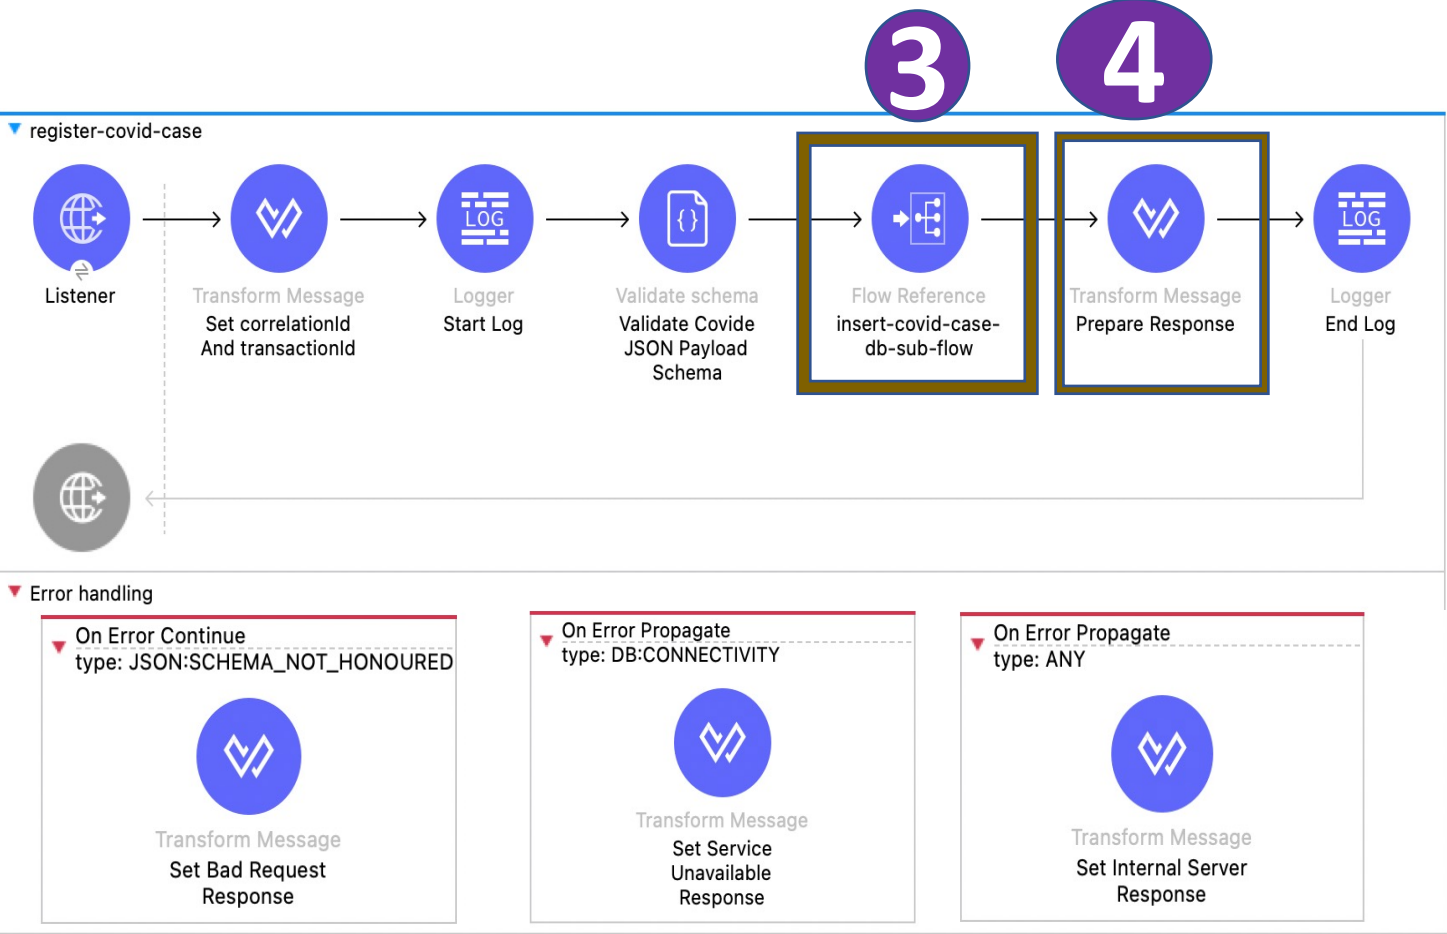 3
4
register-covid-case
LOG
{}
LOG
Listener
Transform Message
Set correlationId
And transactionId
Logger
Start Log
Validate schema
Validate Covide
JSON Payload
Schema
Flow Reference
insert-covid-case-
db-sub-flow
Transform Message
Prepare Response
Logger
End Log
Error handling
On Error Continue
type: JSON:SCHEMA_NOT_HONOURED
Transform Message
Set Bad Request
Response
On Error Propagate
type: DB:CONNECTIVITY
Transform Message
Set Service
Unavailable
Response
On Error Propagate
type: ANY
Transform Message
Set Internal Server
Response